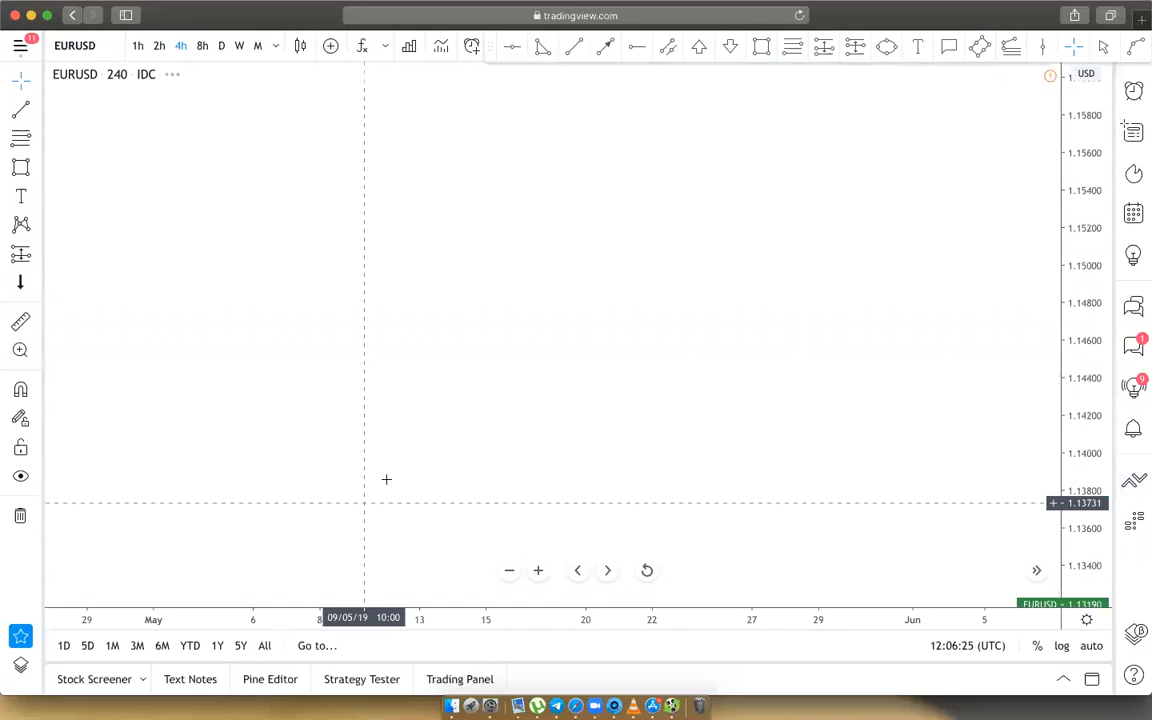 tradingview.com
11
EURUSD 1h 2h 4h 8h D W M
EURUSD 240 IDC ···
USD
1.15800
1.15600
1.15400
1.15200
1.15000
1.14800
1.14600
1.14400
1.14200
1.14000
1.13800
1.13731
1.13600
1.13400
EURUSD 1.13190
1
9
29 May 6 8 09/05/19 10:00 13 15 20 22 27 29 Jun 5
1D 5D 1M 3M 6M YTD 1Y 5Y All Go to... 12:06:25 (UTC) % log auto
Stock Screener Text Notes Pine Editor Strategy Tester Trading Panel